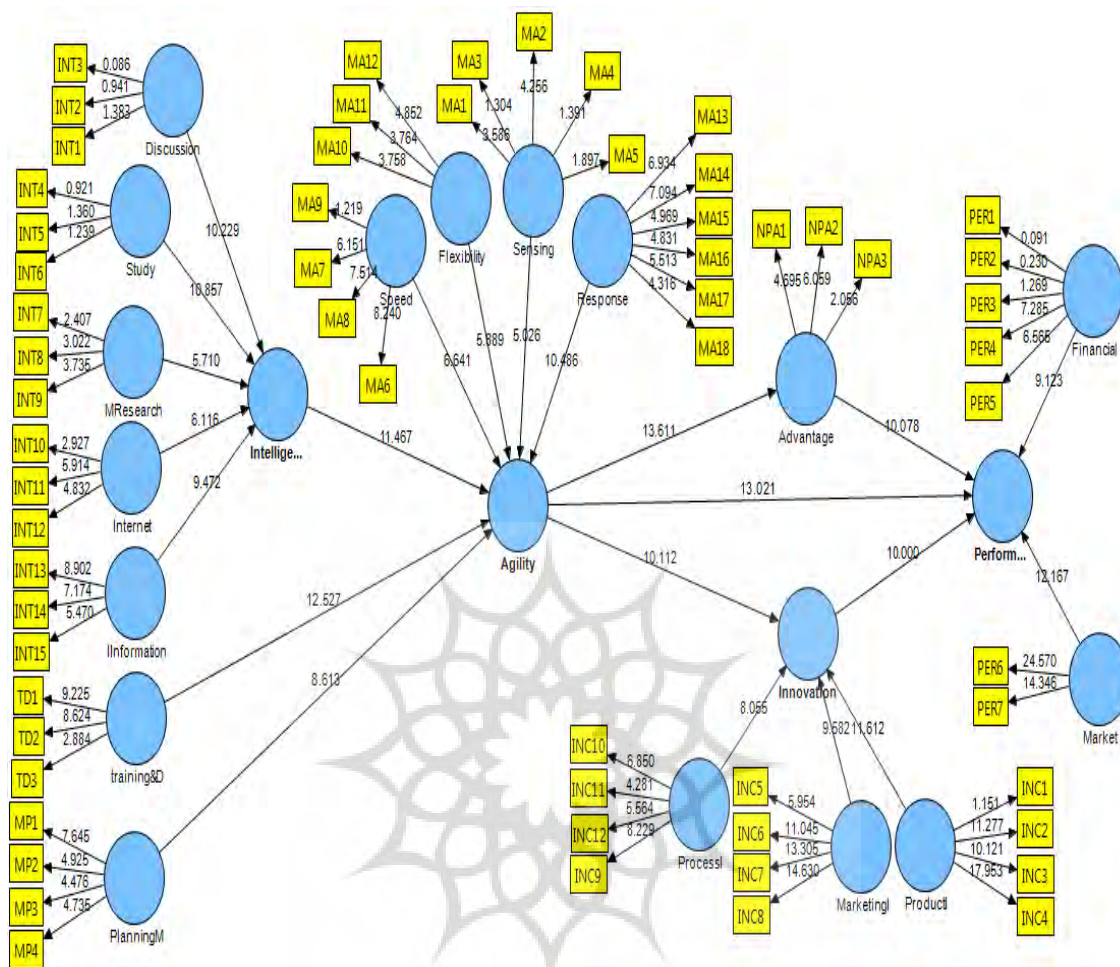 INT3
0.086
INT2
0.941
INT1
1.383
Discussion
10.229
INT4
0.921
INT5
1.360
INT6
1.239
Study
10.857
INT7
2.407
INT8
3.022
INT9
3.735
MResearch
5.710
INT10
2.927
INT11
5.914
INT12
4.832
Internet
6.116
INT13
8.902
INT14
7.174
INT15
5.470
IInformation
9.472
Intellige...
11.467
TD1
9.225
TD2
8.624
TD3
2.884
training&D
12.527
MP1
7.645
MP2
4.925
MP3
4.476
MP4
4.735
PlanningM
8.613
MA9
1.219
MA7
6.151
MA8
7.514
MA6
8.240
Speed
6.641
MA12
4.852
MA11
3.764
MA10
3.758
Flexibility
5.889
MA1
3.586
MA3
1.304
MA2
4.256
MA4
1.391
MA5
1.897
Sensing
5.026
MA13
6.934
MA14
7.094
MA15
4.969
MA16
4.831
MA17
5.513
MA18
4.316
Response
10.486
Agility
13.611
13.021
10.112
NPA1
4.695
NPA2
6.059
NPA3
2.056
Advantage
10.078
PER1
0.091
PER2
0.230
PER3
1.269
PER4
7.285
PER5
6.566
Financial
9.123
Perform...
10.000
12.167
PER6
24.570
PER7
14.346
Market
Innovation
8.055
9.682
11.612
INC10
6.850
INC11
4.281
INC12
5.564
INC9
8.229
ProcessI
INC5
5.954
INC6
11.045
INC7
13.305
INC8
14.630
MarketingI
INC1
1.151
INC2
11.277
INC3
10.121
INC4
17.953
ProductI